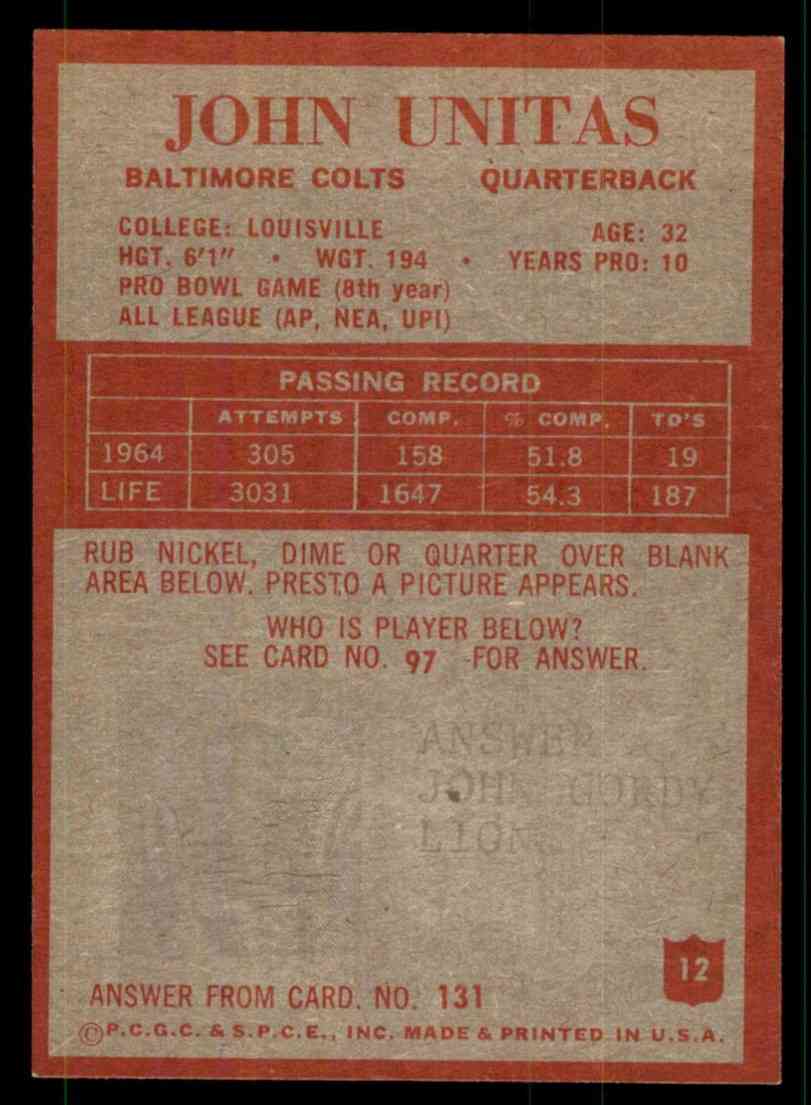 JOHN UNITAS
BALTIMORE COLTS QUARTERBACK
COLLEGE: LOUISVILLE AGE: 32
HGT. 6'1" • WGT. 194 • YEARS PRO: 10
PRO BOWL GAME (8th year)
ALL LEAGUE (AP, NEA, UPI)
PASSING RECORD
ATTEMPTS COMP. % COMP. TD'S
1964 305 158 51.8 19
LIFE 3031 1647 54.3 187
RUB NICKEL, DIME OR QUARTER OVER BLANK
AREA BELOW. PRESTO A PICTURE APPEARS.
WHO IS PLAYER BELOW?
SEE CARD NO. 97 FOR ANSWER.
ANSWER
JOHN GORDY
LION
12
ANSWER FROM CARD. NO. 131
©P.C.G.C. & S.P.C.E., INC. MADE & PRINTED IN U.S.A.